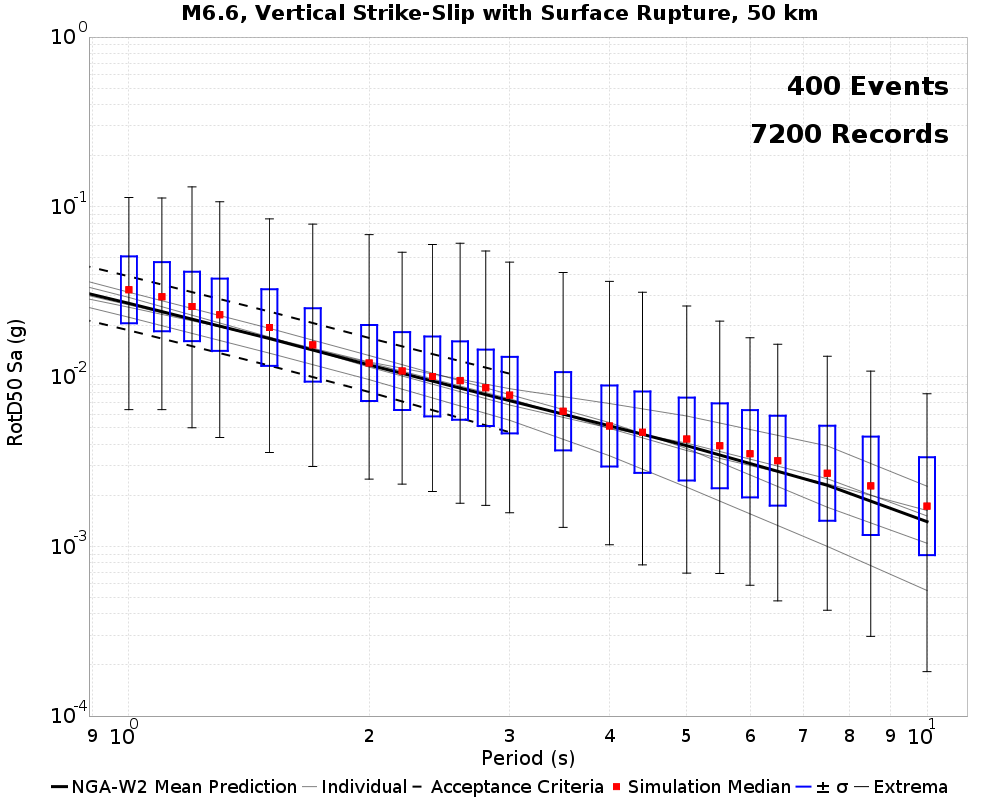 M6.6, Vertical Strike-Slip with Surface Rupture, 50 km
400 Events
7200 Records
10^0
10^-1
10^-2
10^-3
10^-4
RotD50 Sa (g)
9 10^0 2 3 4 5 6 7 8 9 10^1
Period (s)
NGA-W2 Mean Prediction Individual Acceptance Criteria Simulation Median ± σ Extrema